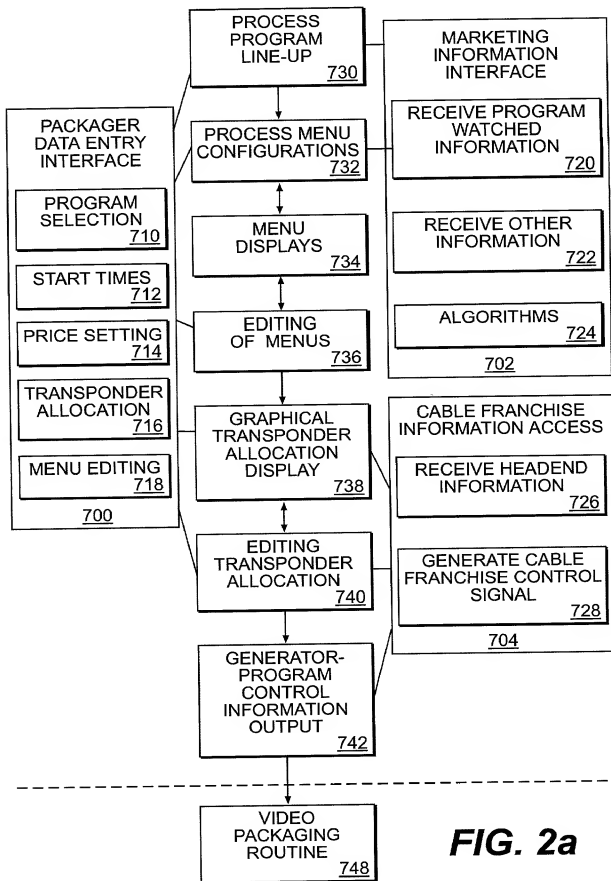 PROCESS
PROGRAM
LINE-UP
730
PROCESS MENU
CONFIGURATIONS
732
MENU
DISPLAYS
734
EDITING
OF MENUS
736
GRAPHICAL
TRANSPONDER
ALLOCATION
DISPLAY
738
EDITING
TRANSPONDER
ALLOCATION
740
GENERATOR-
PROGRAM
CONTROL
INFORMATION
OUTPUT
742
VIDEO
PACKAGING
ROUTINE
748
PACKAGER
DATA ENTRY
INTERFACE
PROGRAM
SELECTION
710
START TIMES
712
PRICE SETTING
714
TRANSPONDER
ALLOCATION
716
MENU EDITING
718
700
MARKETING
INFORMATION
INTERFACE
RECEIVE PROGRAM
WATCHED
INFORMATION
720
RECEIVE OTHER
INFORMATION
722
ALGORITHMS
724
702
CABLE FRANCHISE
INFORMATION ACCESS
RECEIVE HEADEND
INFORMATION
726
GENERATE CABLE
FRANCHISE CONTROL
SIGNAL
728
704
FIG. 2a